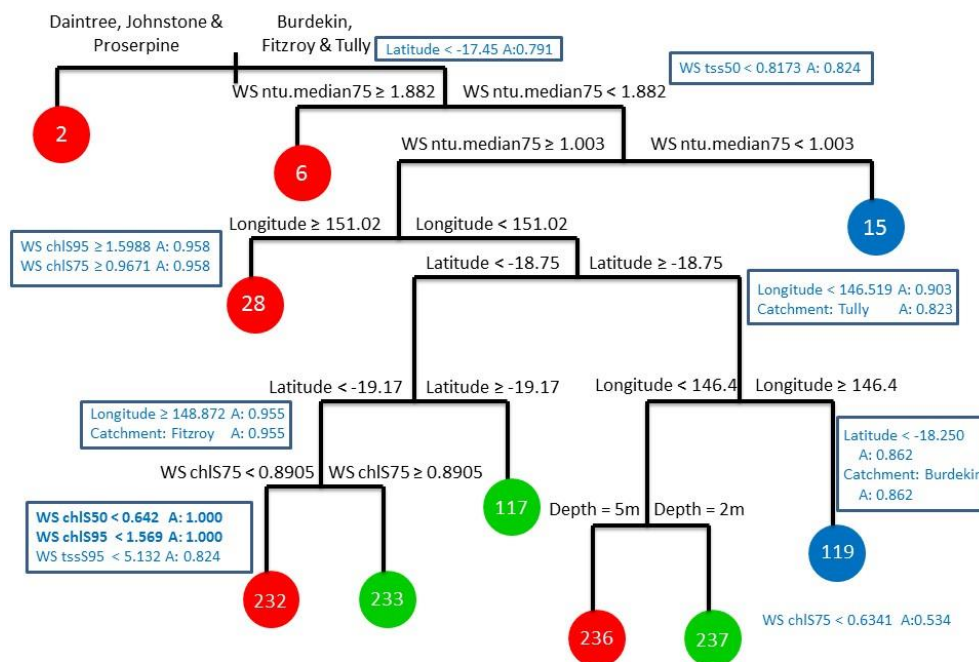 Daintree, Johnstone &
Proserpine
Burdekin,
Fitzroy & Tully
Latitude < -17.45 A:0.791
WS tss50 < 0.8173 A: 0.824
WS ntu.median75 ≥ 1.882
WS ntu.median75 < 1.882
2
6
WS ntu.median75 ≥ 1.003
WS ntu.median75 < 1.003
15
Longitude ≥ 151.02
Longitude < 151.02
WS chlS95 ≥ 1.5988 A: 0.958
WS chlS75 ≥ 0.9671 A: 0.958
28
Latitude < -18.75
Latitude ≥ -18.75
Longitude < 146.519 A: 0.903
Catchment: Tully A: 0.823
Latitude < -19.17
Latitude ≥ -19.17
Longitude < 146.4
Longitude ≥ 146.4
Longitude ≥ 148.872 A: 0.955
Catchment: Fitzroy A: 0.955
Latitude < -18.250
A: 0.862
Catchment: Burdekin
A: 0.862
WS chlS75 < 0.8905
WS chlS75 ≥ 0.8905
117
Depth = 5m
Depth = 2m
119
WS chlS50 < 0.642 A: 1.000
WS chlS95 < 1.569 A: 1.000
WS tssS95 < 5.132 A: 0.824
232
233
236
237
WS chlS75 < 0.6341 A:0.534